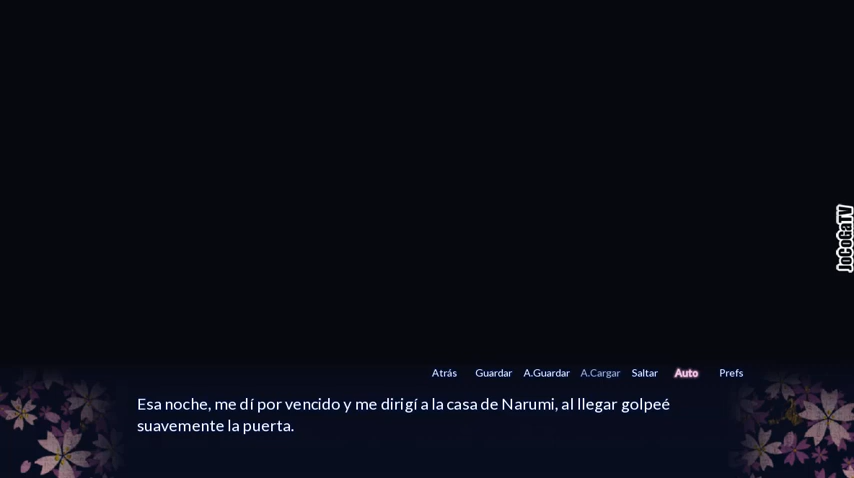 JoCoGaTV
Atrás Guardar A.Guardar A.Cargar Saltar Auto Prefs
Esa noche, me dí por vencido y me dirigí a la casa de Narumi, al llegar golpeé
suavemente la puerta.